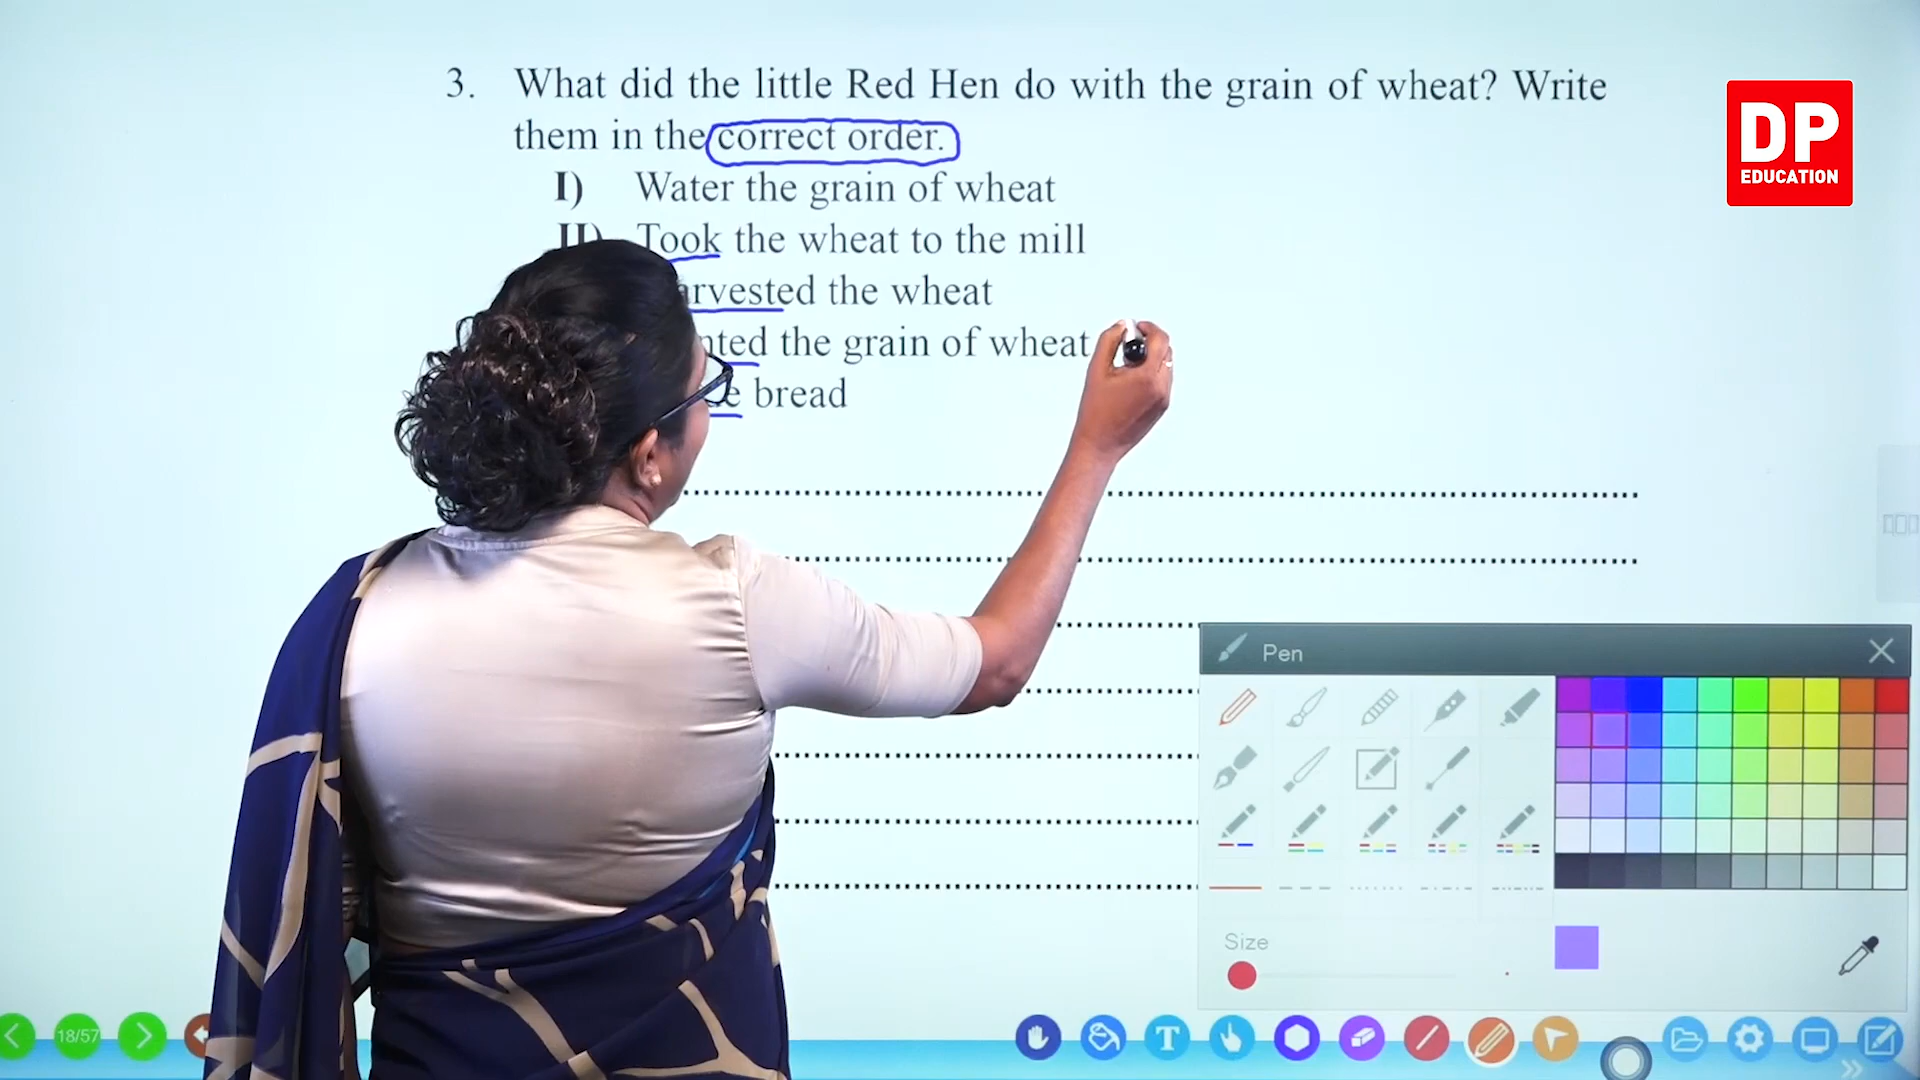 3. What did the little Red Hen do with the grain of wheat? Write
them in the correct order.
I) Water the grain of wheat
II) Took the wheat to the mill
the wheat
the grain of wheat
bread
DP
EDUCATION
Pen
Size
18/57